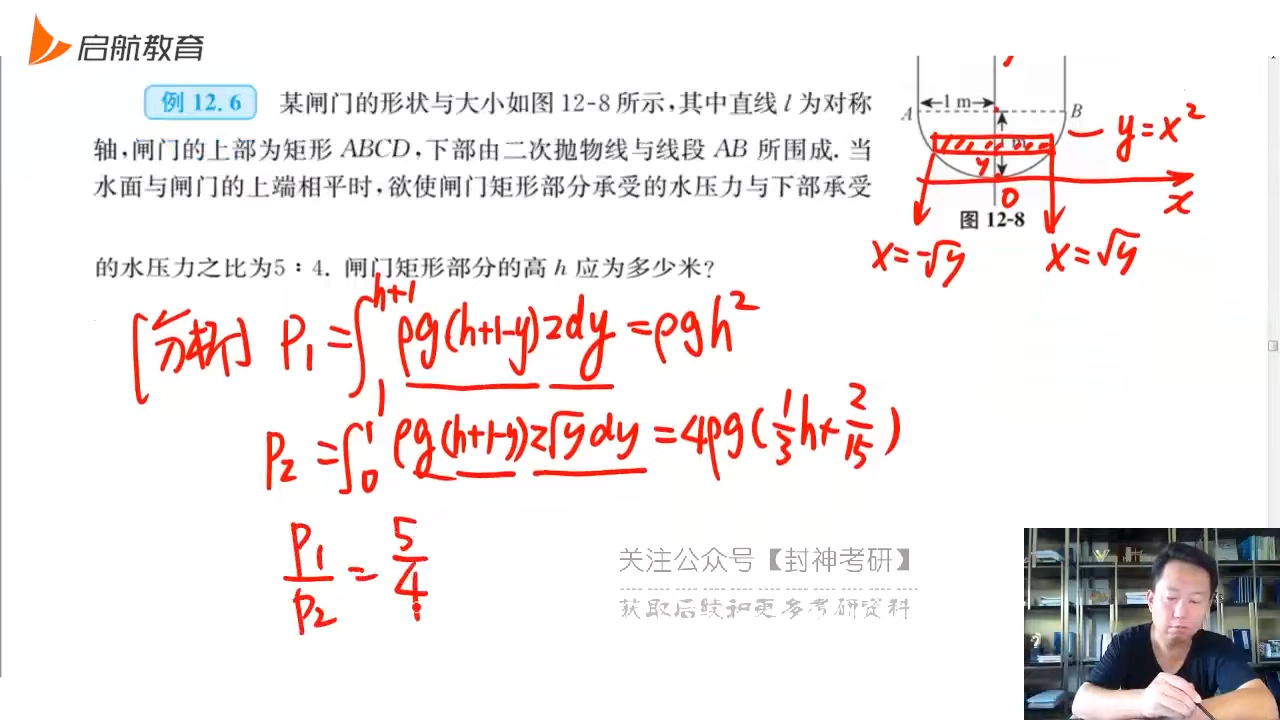 启航教育
例 12.6 某闸门的形状与大小如图 12-8 所示,其中直线 l 为对称
轴,闸门的上部为矩形 ABCD,下部由二次抛物线与线段 AB 所围成. 当
水面与闸门的上端相平时,欲使闸门矩形部分承受的水压力与下部承受
的水压力之比为5∶4. 闸门矩形部分的高 h 应为多少米?
A 1 m B
y=x²
y
O
x
图 12-8
x=-√y x=√y
[分析] P₁=∫₁^{h+1} ρg(h+1-y)2dy=ρgh²
P₂=∫₀^1 ρg(h+1-y)2√y dy=4ρg(1/3 h+2/15)
P₁/P₂=5/4
关注公众号【封神考研】
获取后续和更多考研资料